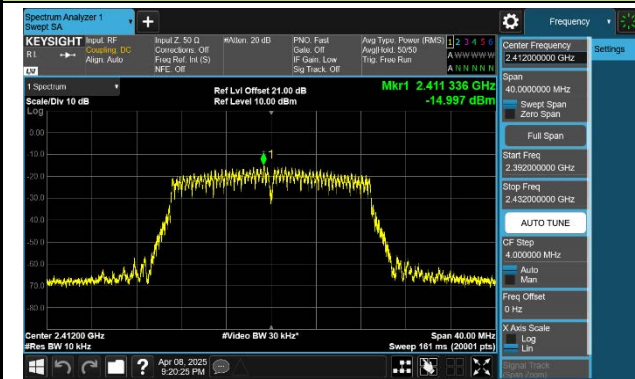 Spectrum Analyzer 1
Swept SA
+
Frequency
KEYSIGHT
Input: RF
Coupling: DC
Align: Auto
Input Z: 50 Ω
Corrections: Off
Freq Ref: Int (S)
NFE: Off
#Atten: 20 dB
PNO: Fast
Gate: Off
IF Gain: Low
Sig Track: Off
Avg Type: Power (RMS)
Avg|Hold: 50/50
Trig: Free Run
1 2 3 4 5 6
A W W W W W
A N N N N N
1 Spectrum
Scale/Div 10 dB
Ref Lvl Offset 21.00 dB
Ref Level 10.00 dBm
Mkr1 2.411 336 GHz
-14.997 dBm
Log
0.00
-10.0
-20.0
-30.0
-40.0
-50.0
-60.0
-70.0
-80.0
1
Center 2.41200 GHz
#Res BW 10 kHz
#Video BW 30 kHz*
Span 40.00 MHz
Sweep 161 ms (20001 pts)
Apr 08, 2025
9:20:25 PM
?
Center Frequency
2.412000000 GHz
Settings
Span
40.0000000 MHz
Swept Span
Zero Span
Full Span
Start Freq
2.392000000 GHz
Stop Freq
2.432000000 GHz
AUTO TUNE
CF Step
4.000000 MHz
Auto
Man
Freq Offset
0 Hz
X Axis Scale
Log
Lin
Signal Track
(Span Zoom)